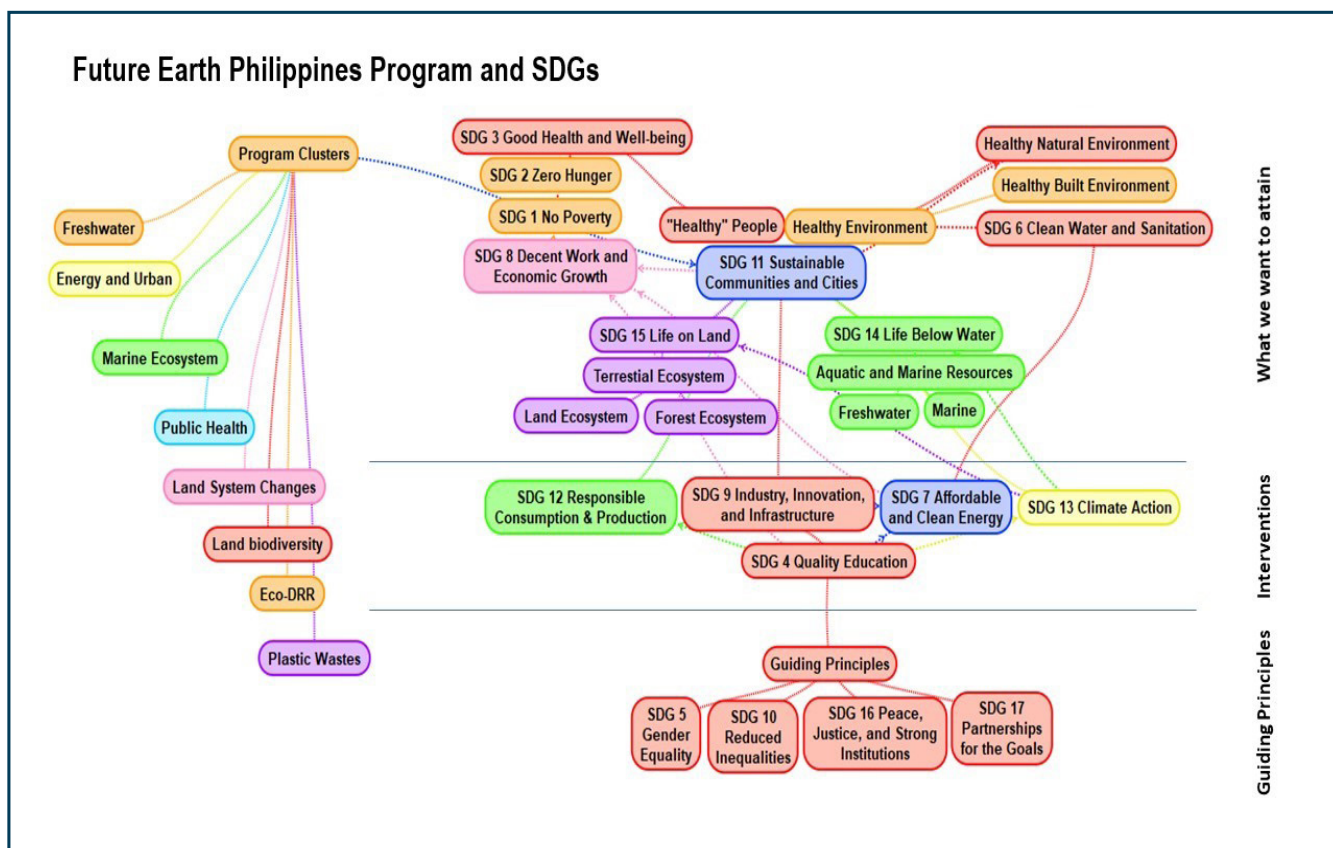 Future Earth Philippines Program and SDGs
Program Clusters
Freshwater
Energy and Urban
Marine Ecosystem
Public Health
Land System Changes
Land biodiversity
Eco-DRR
Plastic Wastes
SDG 3 Good Health and Well-being
SDG 2 Zero Hunger
SDG 1 No Poverty
SDG 8 Decent Work and
Economic Growth
"Healthy" People
Healthy Environment
Healthy Natural Environment
Healthy Built Environment
SDG 6 Clean Water and Sanitation
SDG 11 Sustainable
Communities and Cities
SDG 15 Life on Land
Terrestial Ecosystem
Land Ecosystem
Forest Ecosystem
SDG 14 Life Below Water
Aquatic and Marine Resources
Freshwater
Marine
What we want to attain
SDG 12 Responsible
Consumption & Production
SDG 9 Industry, Innovation,
and Infrastructure
SDG 7 Affordable
and Clean Energy
SDG 13 Climate Action
SDG 4 Quality Education
Interventions
Guiding Principles
SDG 5
Gender
Equality
SDG 10
Reduced
Inequalities
SDG 16 Peace,
Justice, and Strong
Institutions
SDG 17
Partnerships
for the Goals
Guiding Principles